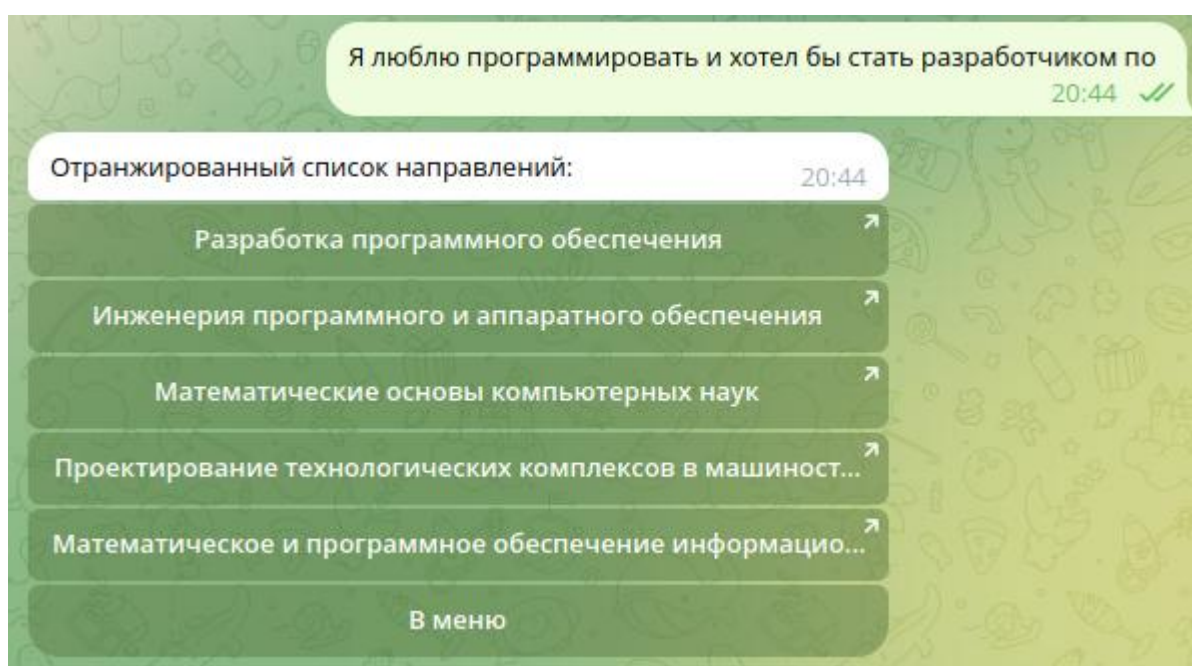 Я люблю программировать и хотел бы стать разработчиком по
20:44
Отранжированный список направлений:
20:44
Разработка программного обеспечения
Инженерия программного и аппаратного обеспечения
Математические основы компьютерных наук
Проектирование технологических комплексов в машиност...
Математическое и программное обеспечение информацио...
В меню